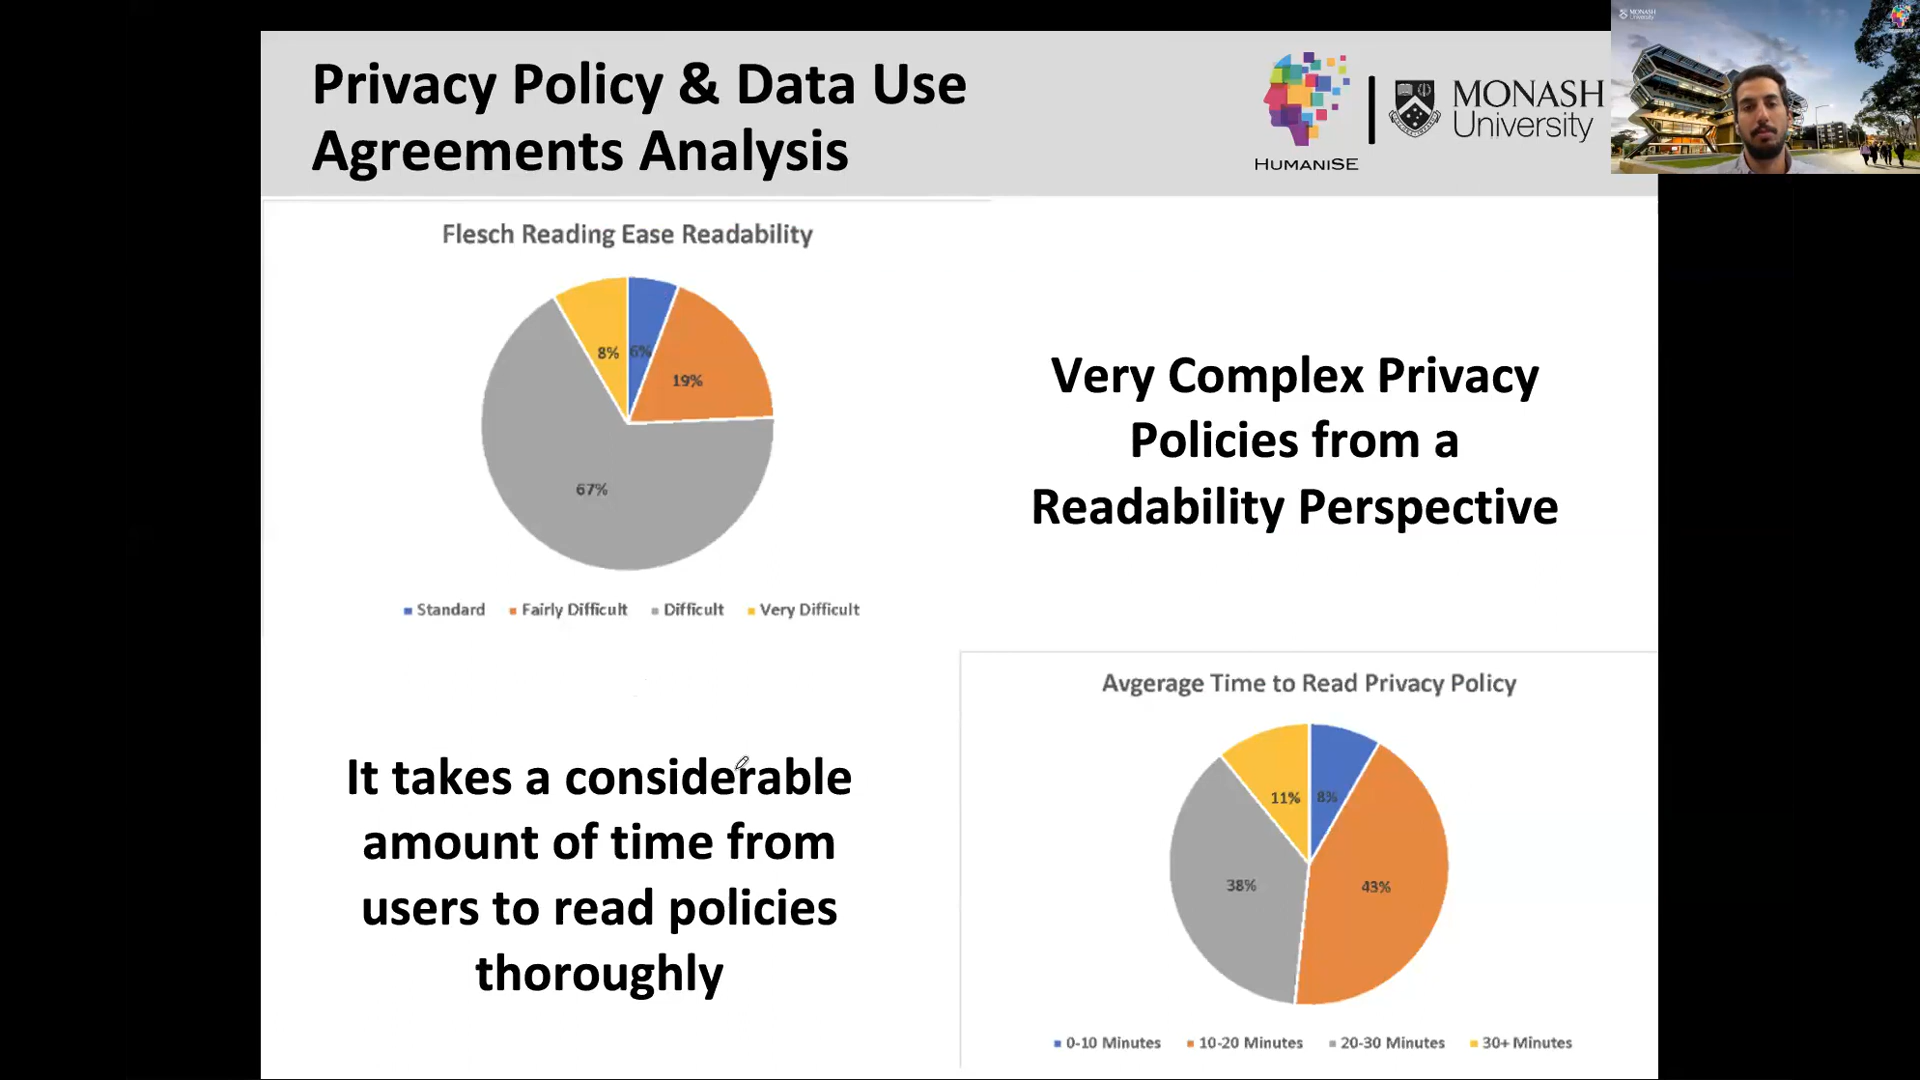 Privacy Policy & Data Use
Agreements Analysis
HUMANISE
MONASH
University
MONASH
University
Flesch Reading Ease Readability
8%
6%
19%
67%
Standard
Fairly Difficult
Difficult
Very Difficult
Very Complex Privacy
Policies from a
Readability Perspective
It takes a considerable
amount of time from
users to read policies
thoroughly
Avgerage Time to Read Privacy Policy
11%
8%
38%
43%
0-10 Minutes
10-20 Minutes
20-30 Minutes
30+ Minutes